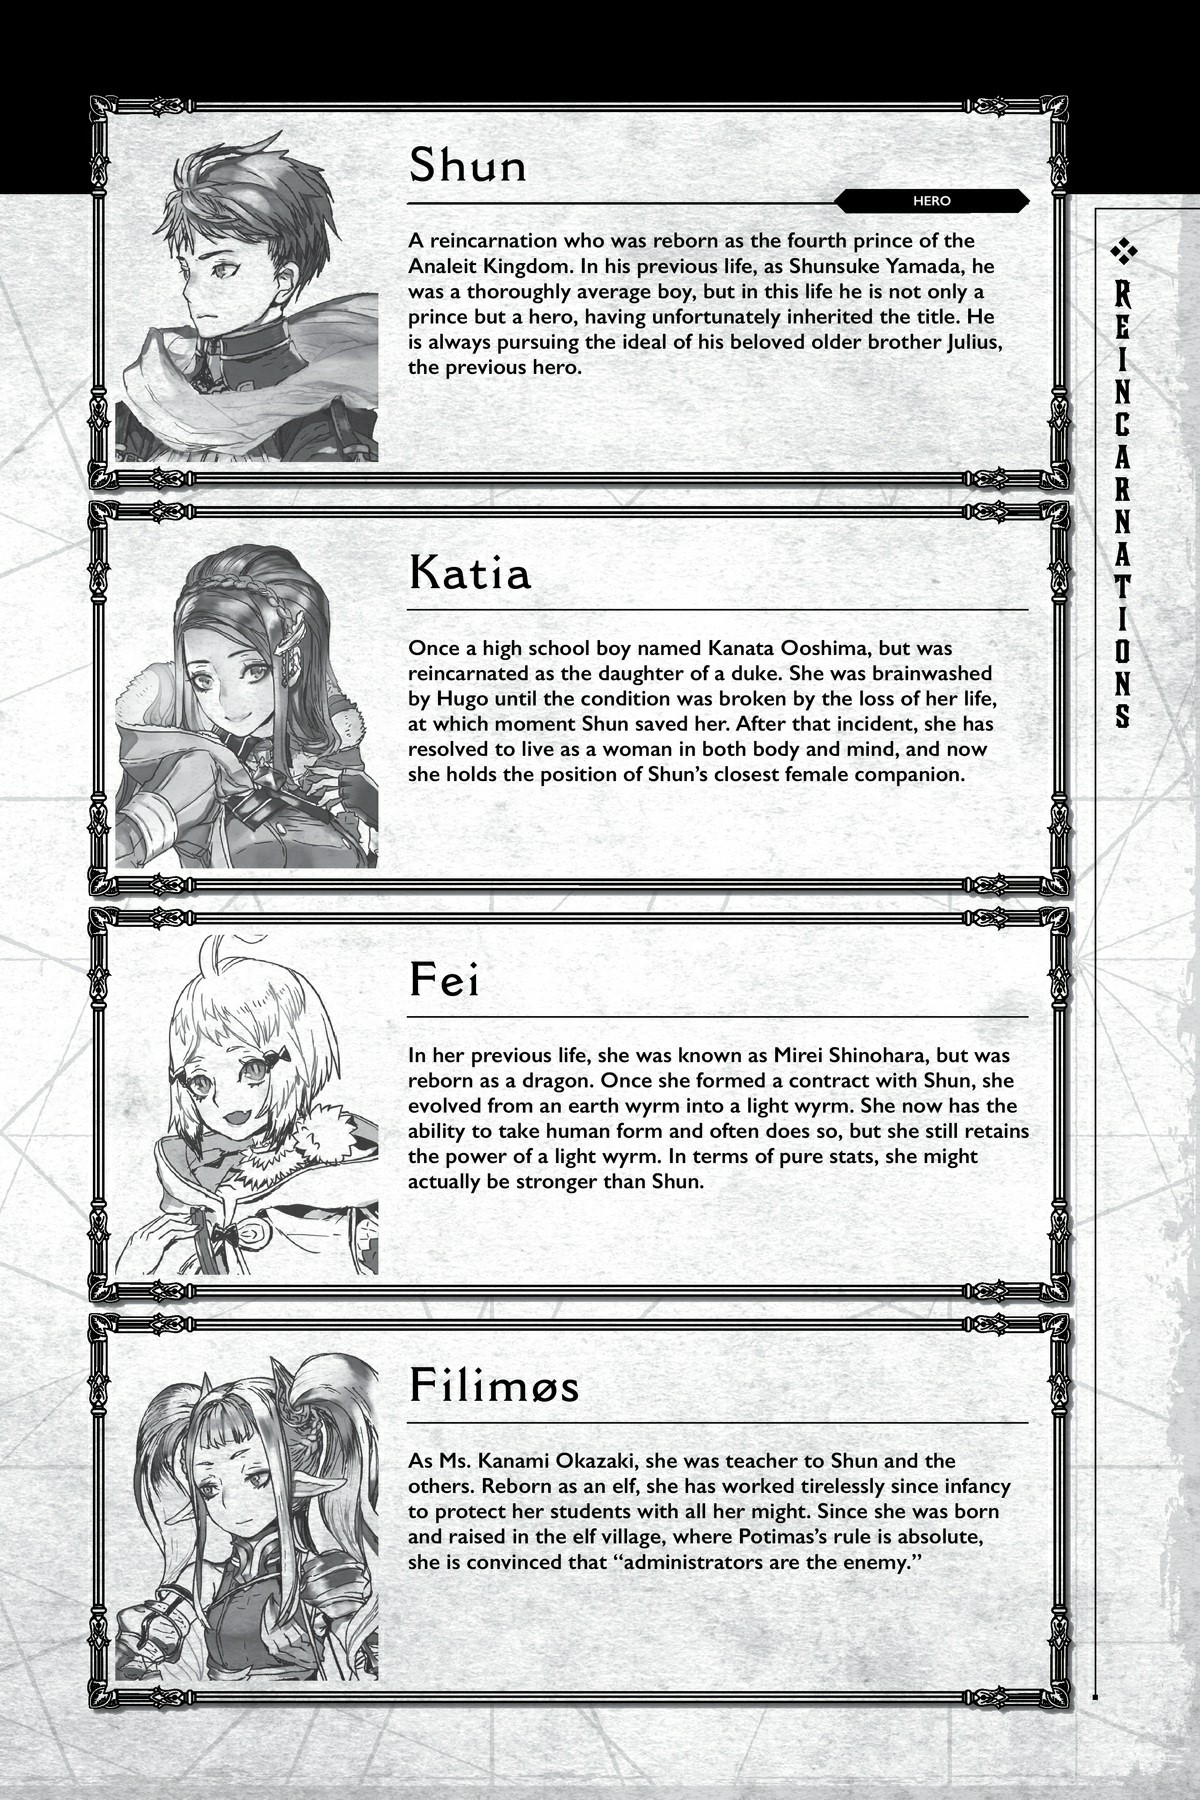 Shun
HERO
A reincarnation who was reborn as the fourth prince of the
Analeit Kingdom. In his previous life, as Shunsuke Yamada, he
was a thoroughly average boy, but in this life he is not only a
prince but a hero, having unfortunately inherited the title. He
is always pursuing the ideal of his beloved older brother Julius,
the previous hero.
Katia
Once a high school boy named Kanata Ooshima, but was
reincarnated as the daughter of a duke. She was brainwashed
by Hugo until the condition was broken by the loss of her life,
at which moment Shun saved her. After that incident, she has
resolved to live as a woman in both body and mind, and now
she holds the position of Shun’s closest female companion.
Fei
In her previous life, she was known as Mirei Shinohara, but was
reborn as a dragon. Once she formed a contract with Shun, she
evolved from an earth wyrm into a light wyrm. She now has the
ability to take human form and often does so, but she still retains
the power of a light wyrm. In terms of pure stats, she might
actually be stronger than Shun.
Filimøs
As Ms. Kanami Okazaki, she was teacher to Shun and the
others. Reborn as an elf, she has worked tirelessly since infancy
to protect her students with all her might. Since she was born
and raised in the elf village, where Potimas’s rule is absolute,
she is convinced that “administrators are the enemy.”
REINCARNATIONS